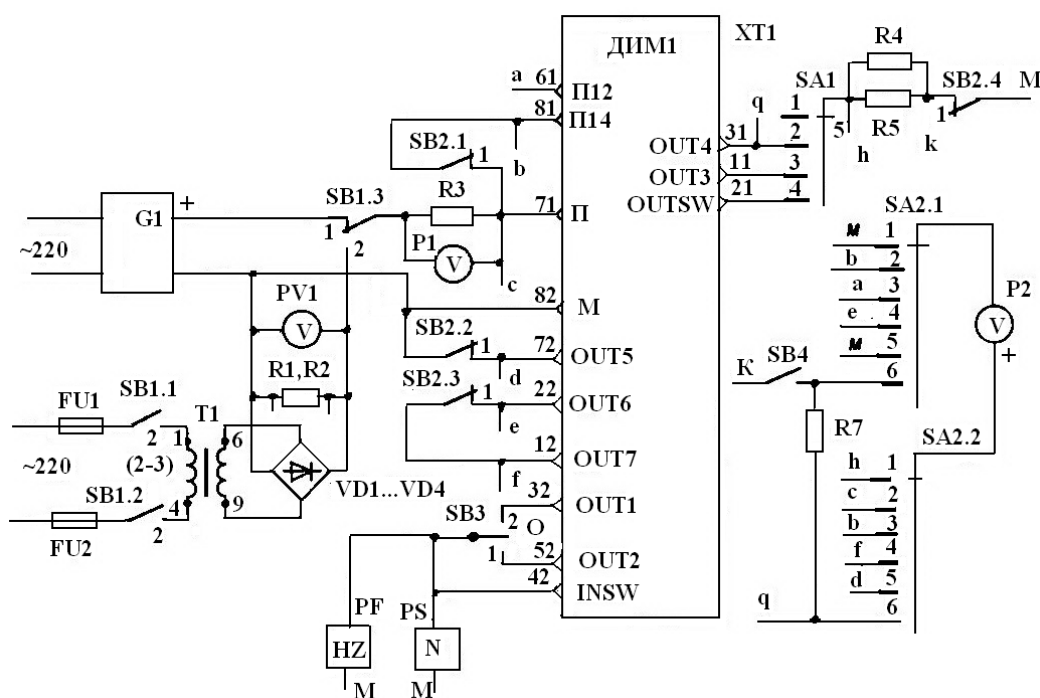 ДИМ1
XT1
R4
a 61
П12
SA1
SB2.4
M
81
П14
q
1
1
5
R5
SB2.1
1
b
31
2
h
k
OUT4
11
3
OUT3
21
4
OUTSW
SB1.3
R3
71
П
G1
+
1
2
~220
P1
V
c
SA2.1
м
1
b
2
a
3
P2
e
4
V
м
5
+
К
SB4
6
82
М
PV1
V
SB2.2
1
72
OUT5
d
R1,R2
SB2.3
1
22
OUT6
e
FU1
SB1.1
2
T1
1
6
R7
SA2.2
~220
(2-3)
12
OUT7
f
h
1
SB1.2
4
9
VD1...VD4
32
OUT1
c
2
FU2
2
SB3
2
О
b
3
1
52
OUT2
f
4
42
INSW
d
5
q
6
PF
PS
HZ
N
М
М